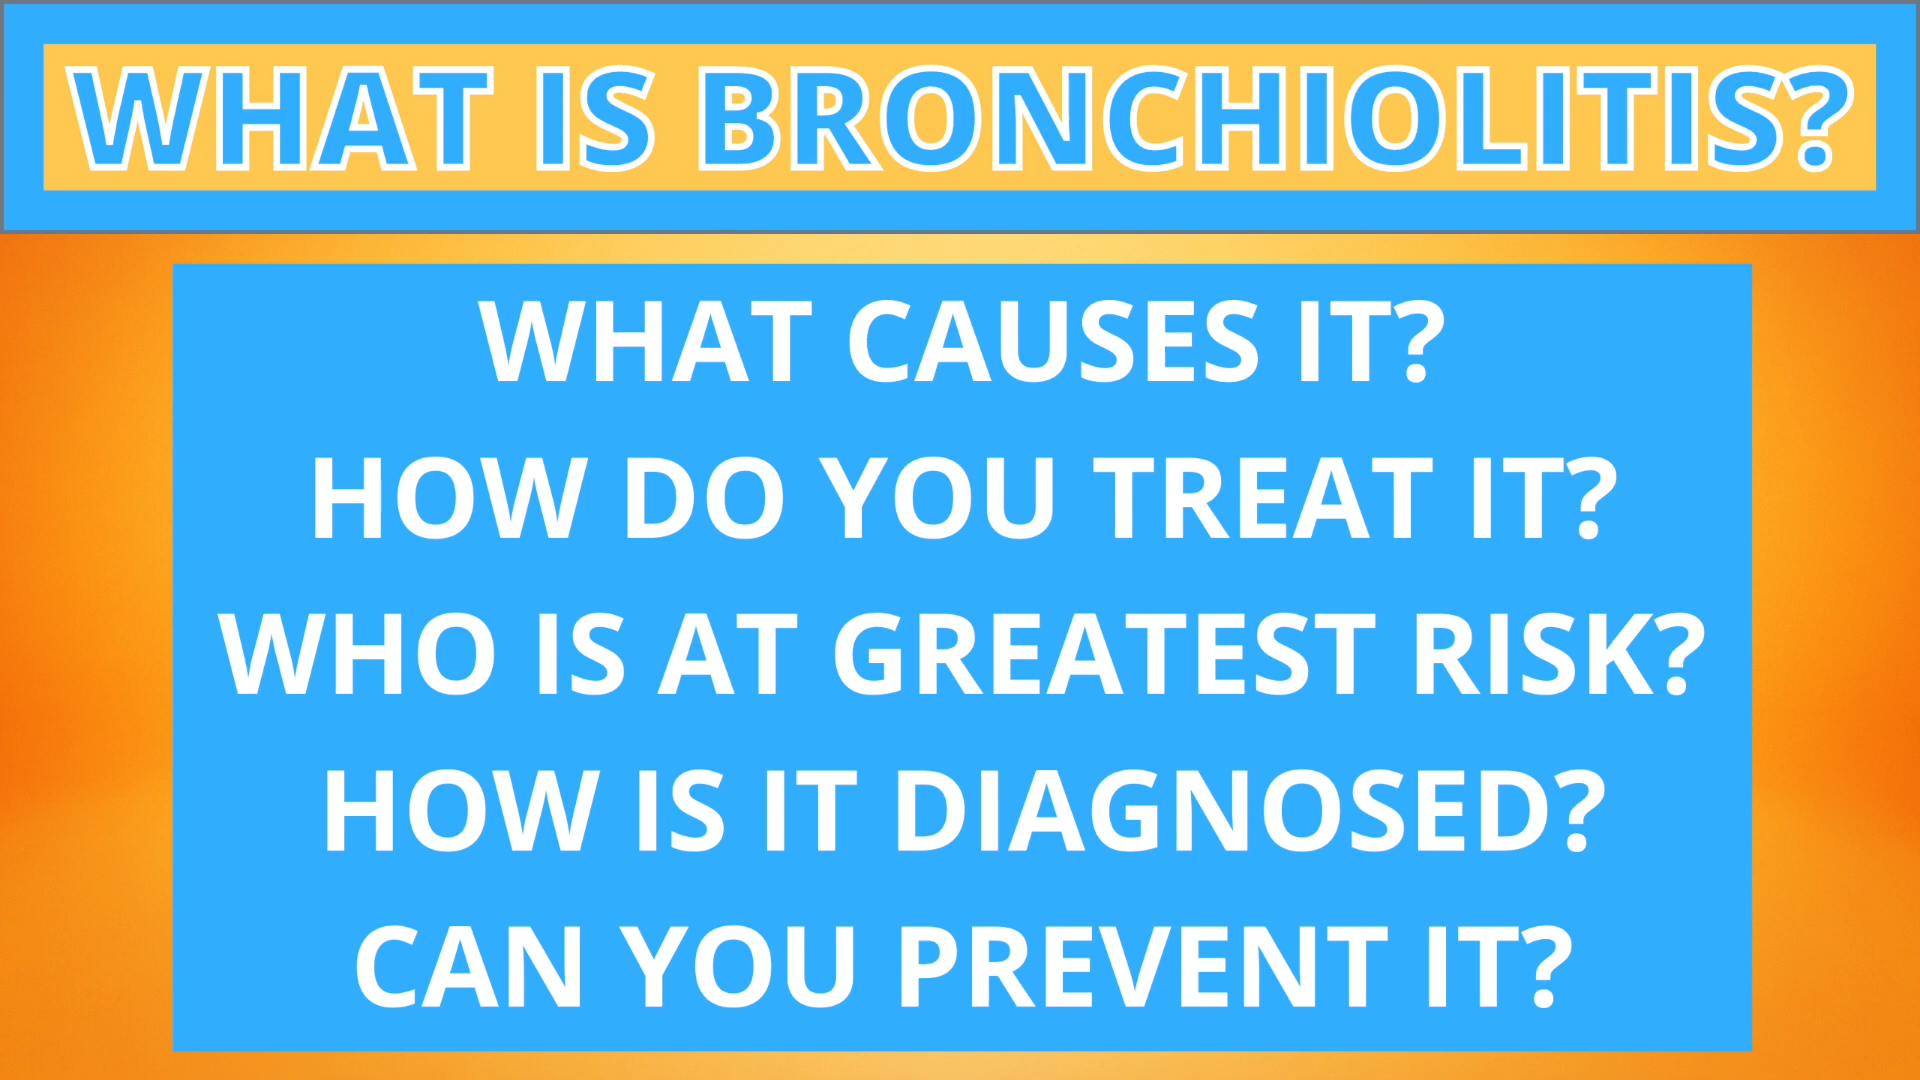 WHAT IS BRONCHIOLITIS?
WHAT CAUSES IT?
HOW DO YOU TREAT IT?
WHO IS AT GREATEST RISK?
HOW IS IT DIAGNOSED?
CAN YOU PREVENT IT?